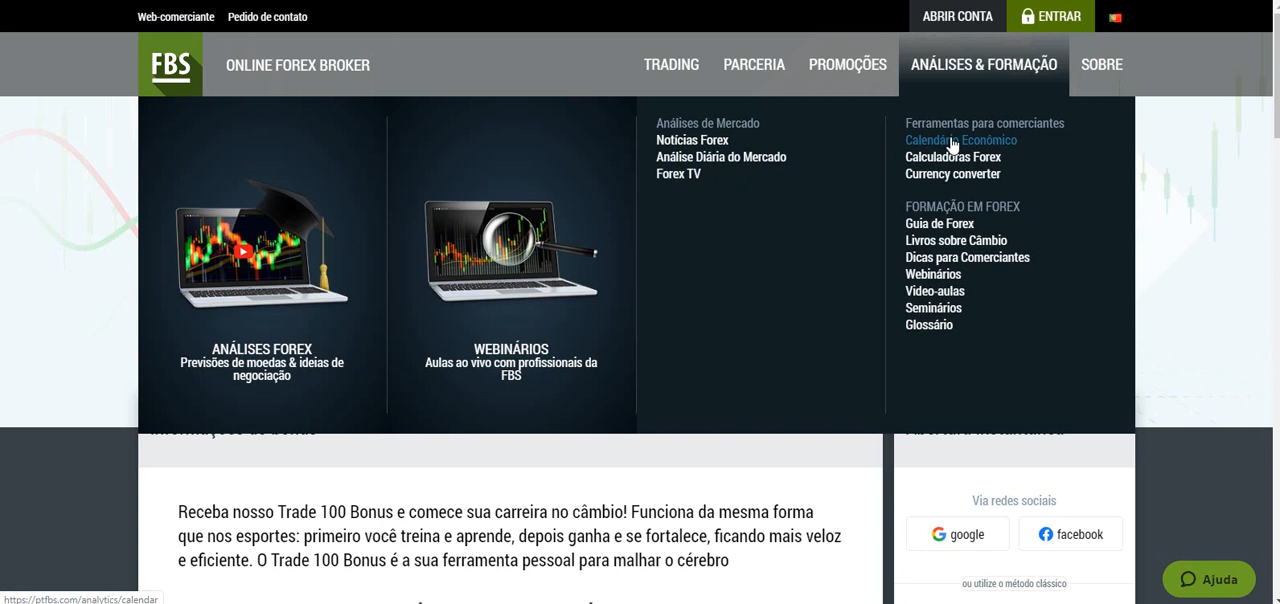 Web-comerciante Pedido de contato
ABRIR CONTA ENTRAR
FBS
ONLINE FOREX BROKER
TRADING PARCERIA PROMOÇÕES ANÁLISES & FORMAÇÃO SOBRE
ANÁLISES FOREX
Previsões de moedas & ideias de
negociação
WEBINÁRIOS
Aulas ao vivo com profissionais da
FBS
Análises de Mercado
Notícias Forex
Análise Diária do Mercado
Forex TV
Ferramentas para comerciantes
Calendário Econômico
Calculadoras Forex
Currency converter
FORMAÇÃO EM FOREX
Guia de Forex
Livros sobre Câmbio
Dicas para Comerciantes
Webinários
Video-aulas
Seminários
Glossário
Receba nosso Trade 100 Bonus e comece sua carreira no câmbio! Funciona da mesma forma
que nos esportes: primeiro você treina e aprende, depois ganha e se fortalece, ficando mais veloz
e eficiente. O Trade 100 Bonus é a sua ferramenta pessoal para malhar o cérebro
Via redes sociais
google facebook
ou utilize o método clássico
Ajuda
https://ptfbs.com/analytics/calendar